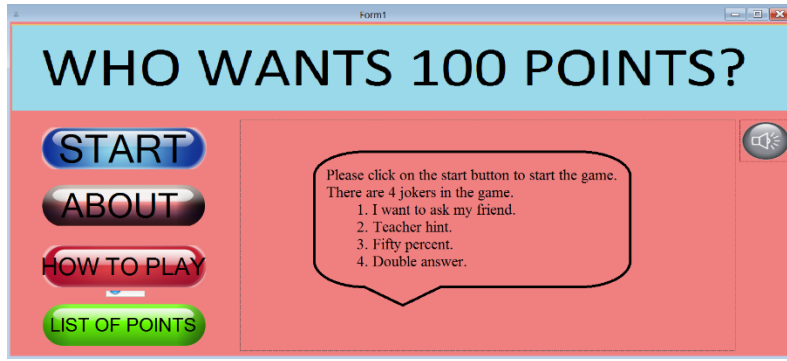 Form1
WHO WANTS 100 POINTS?
START
ABOUT
HOW TO PLAY
LIST OF POINTS
Please click on the start button to start the game.
There are 4 jokers in the game.
1. I want to ask my friend.
2. Teacher hint.
3. Fifty percent.
4. Double answer.